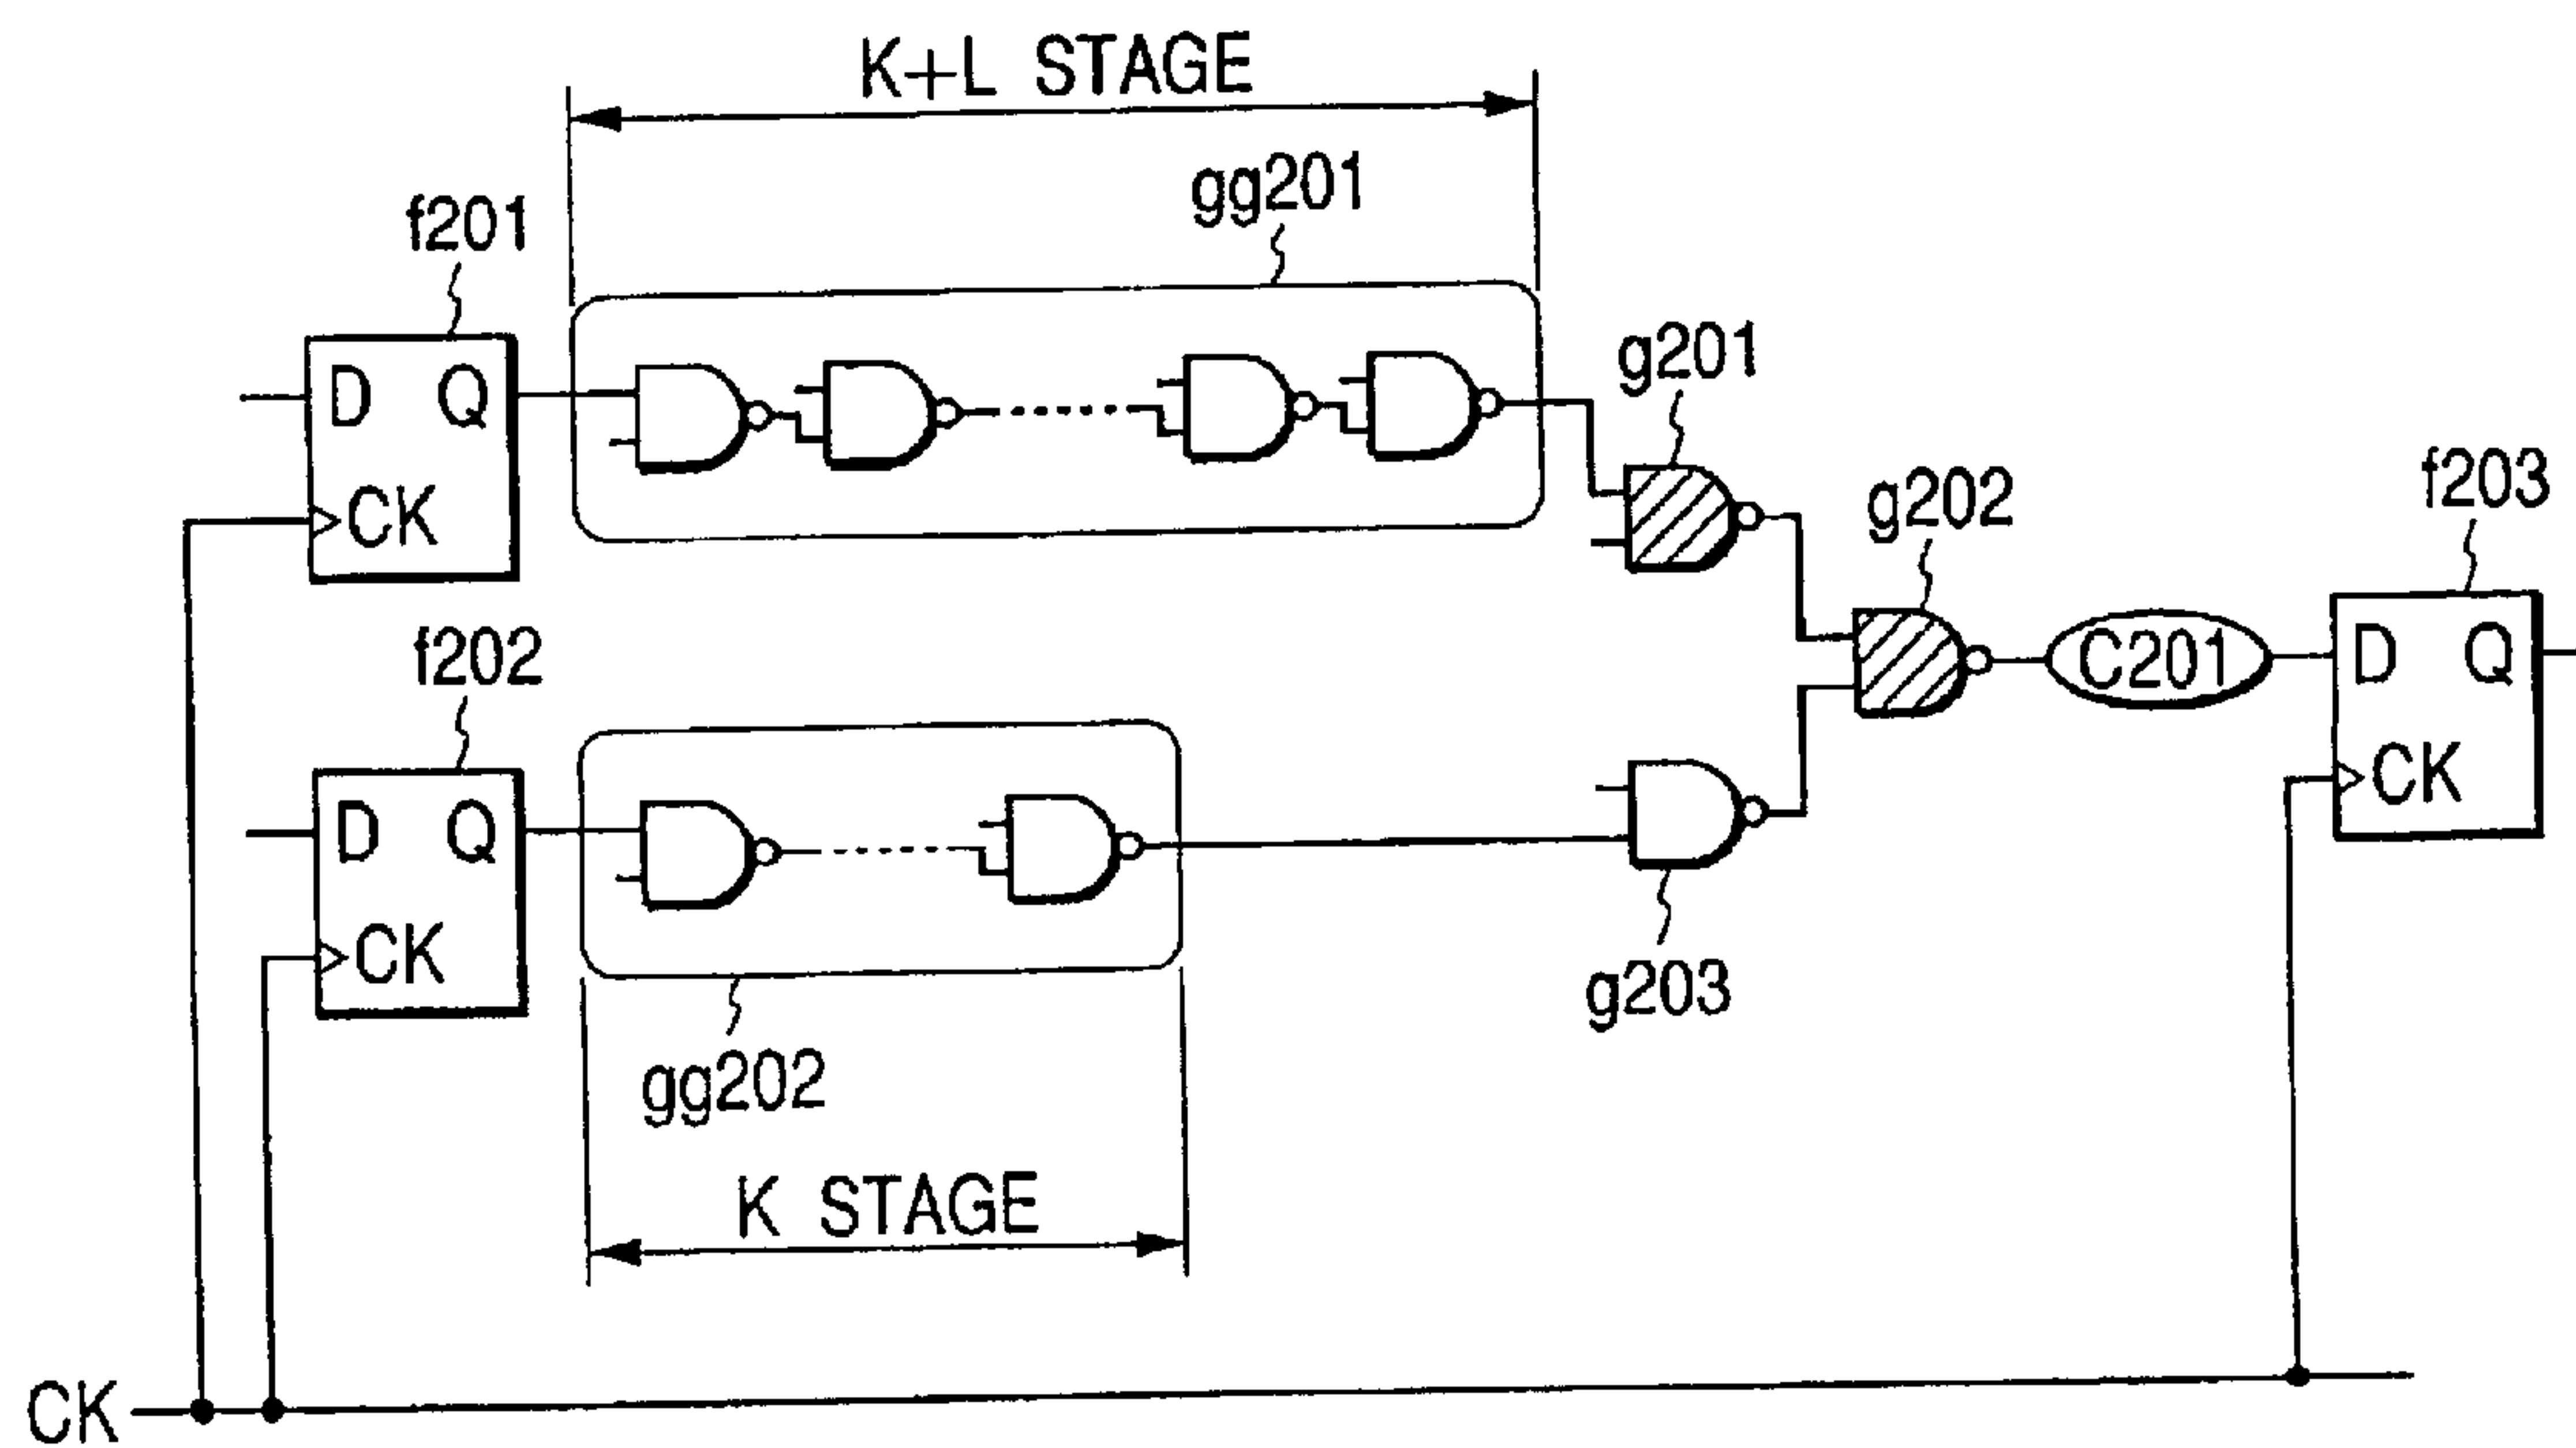 K+L STAGE
gg201
f201
D Q
CK
g201
g202
f203
C201
D Q
CK
f202
D Q
CK
g203
gg202
K STAGE
CK